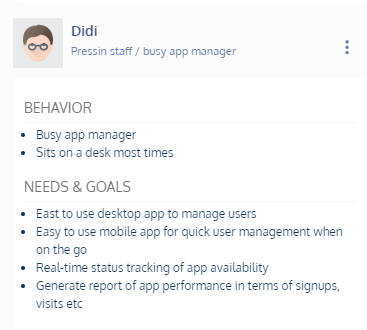 Didi
Pressin staff / busy app manager
BEHAVIOR
Busy app manager
Sits on a desk most times
NEEDS & GOALS
East to use desktop app to manage users
Easy to use mobile app for quick user management when
on the go
Real-time status tracking of app availability
Generate report of app performance in terms of signups,
visits etc